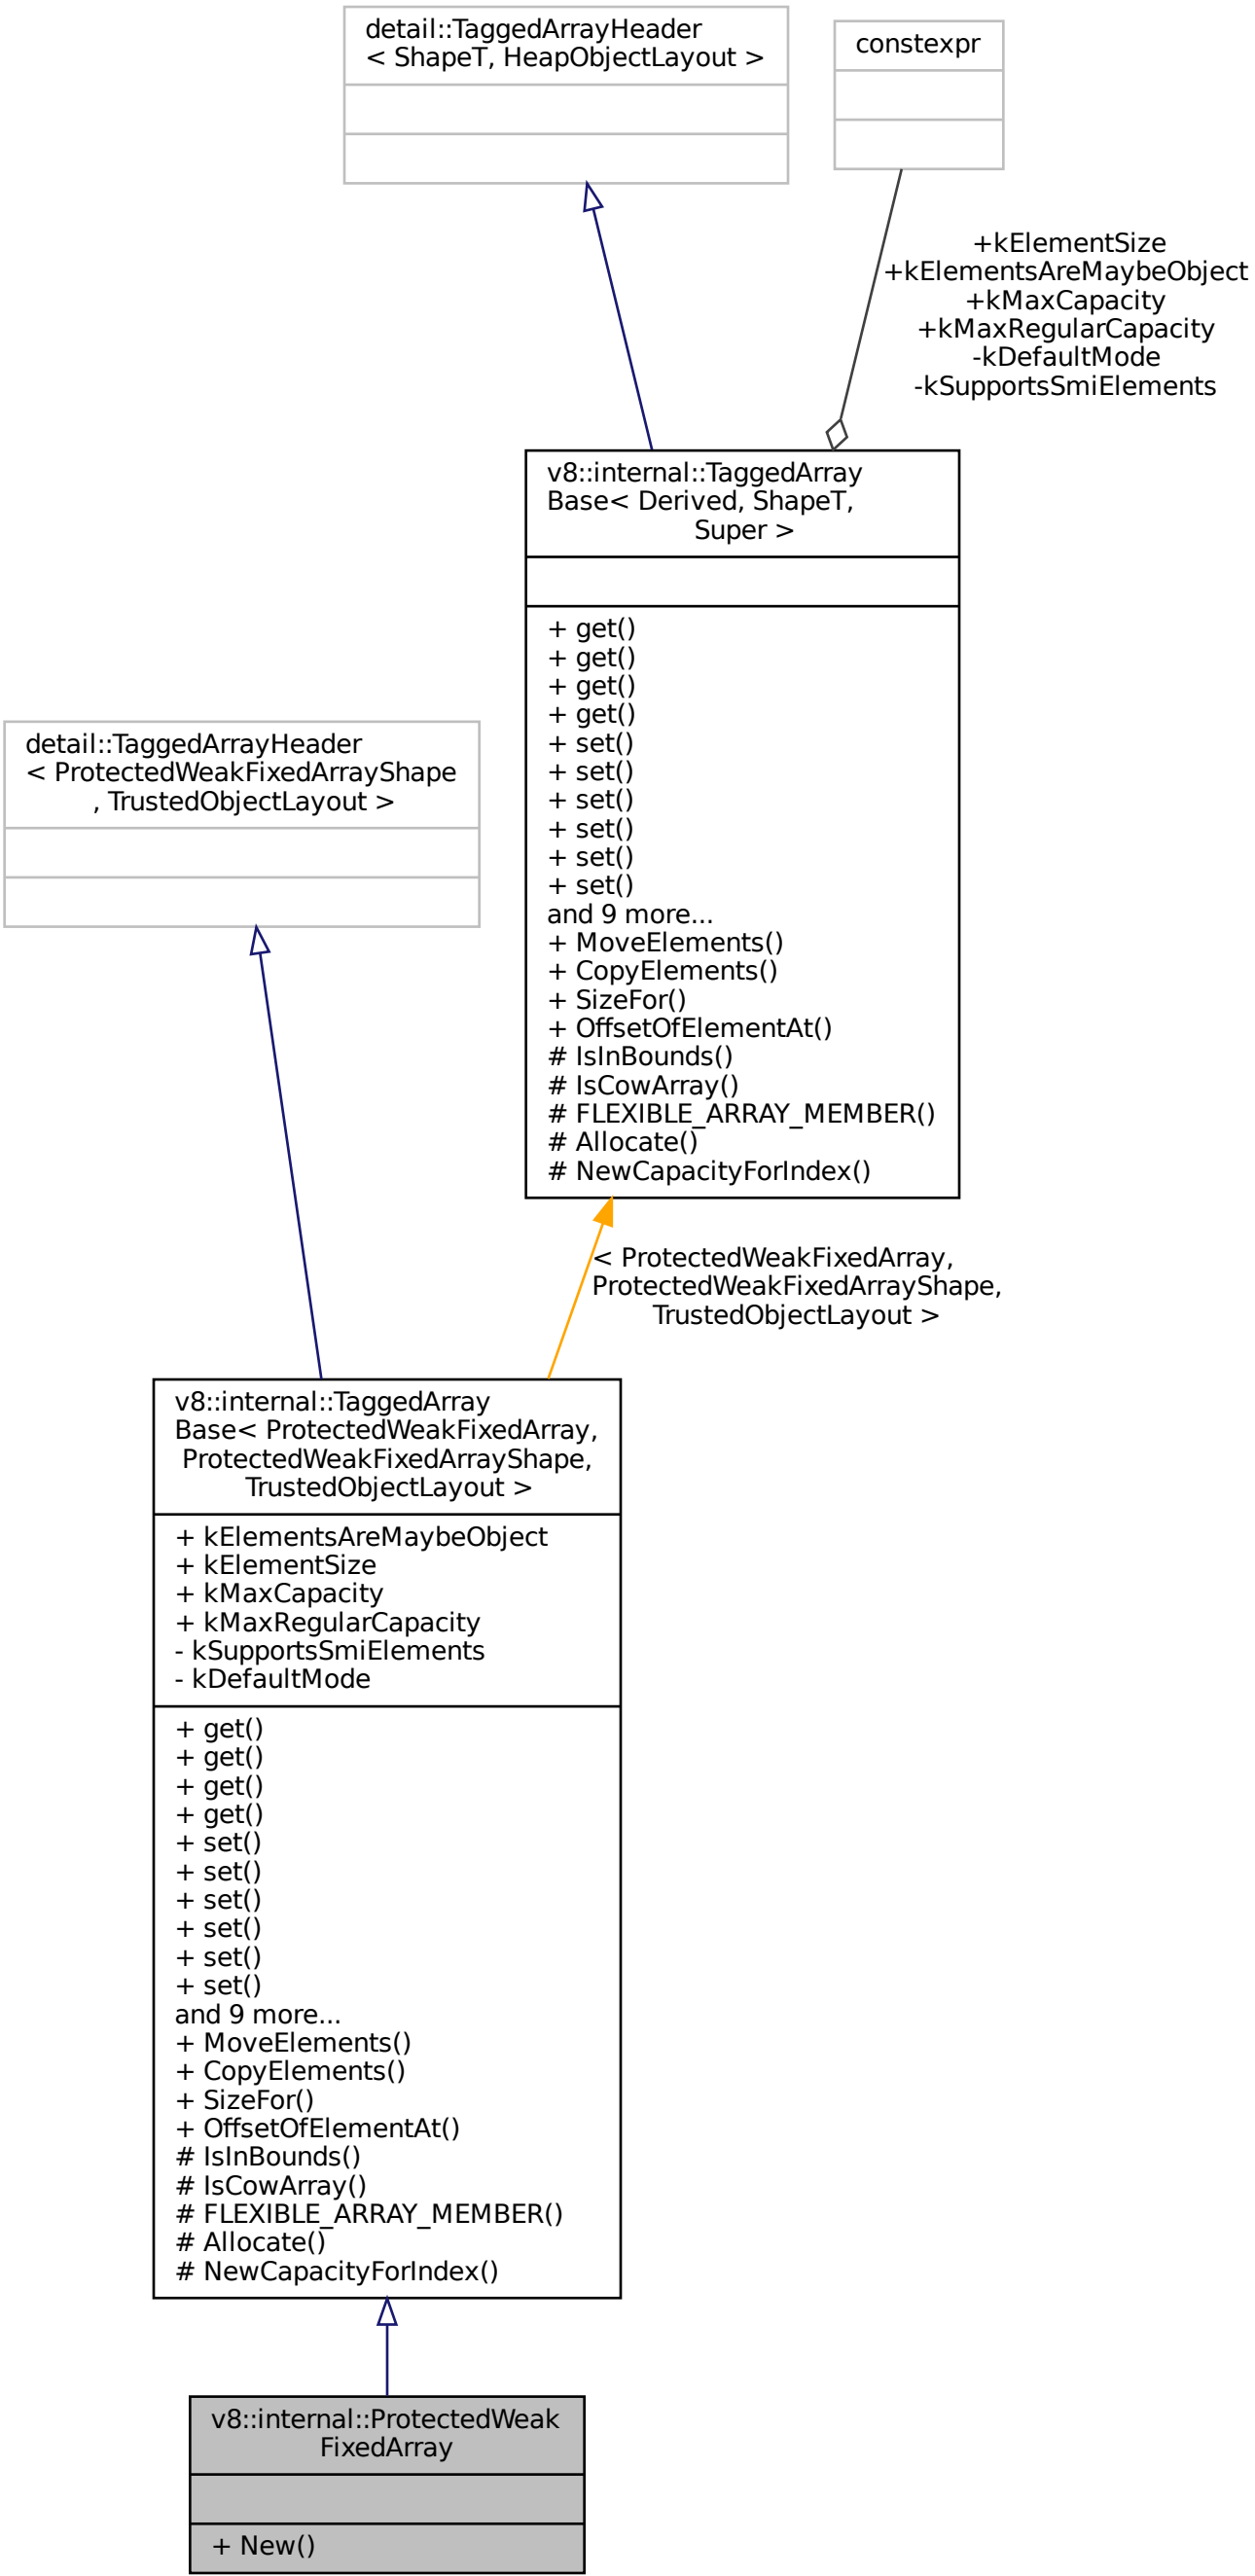 detail::TaggedArrayHeader
< ShapeT, HeapObjectLayout >
constexpr
+kElementSize
+kElementsAreMaybeObject
+kMaxCapacity
+kMaxRegularCapacity
-kDefaultMode
-kSupportsSmiElements
v8::internal::TaggedArray
Base< Derived, ShapeT,
Super >
+ get()
+ get()
+ get()
+ get()
+ set()
+ set()
+ set()
+ set()
+ set()
+ set()
and 9 more...
+ MoveElements()
+ CopyElements()
+ SizeFor()
+ OffsetOfElementAt()
# IsInBounds()
# IsCowArray()
# FLEXIBLE_ARRAY_MEMBER()
# Allocate()
# NewCapacityForIndex()
detail::TaggedArrayHeader
< ProtectedWeakFixedArrayShape
, TrustedObjectLayout >
< ProtectedWeakFixedArray,
ProtectedWeakFixedArrayShape,
TrustedObjectLayout >
v8::internal::TaggedArray
Base< ProtectedWeakFixedArray,
ProtectedWeakFixedArrayShape,
TrustedObjectLayout >
+ kElementsAreMaybeObject
+ kElementSize
+ kMaxCapacity
+ kMaxRegularCapacity
- kSupportsSmiElements
- kDefaultMode
+ get()
+ get()
+ get()
+ get()
+ set()
+ set()
+ set()
+ set()
+ set()
+ set()
and 9 more...
+ MoveElements()
+ CopyElements()
+ SizeFor()
+ OffsetOfElementAt()
# IsInBounds()
# IsCowArray()
# FLEXIBLE_ARRAY_MEMBER()
# Allocate()
# NewCapacityForIndex()
v8::internal::ProtectedWeak
FixedArray
+ New()